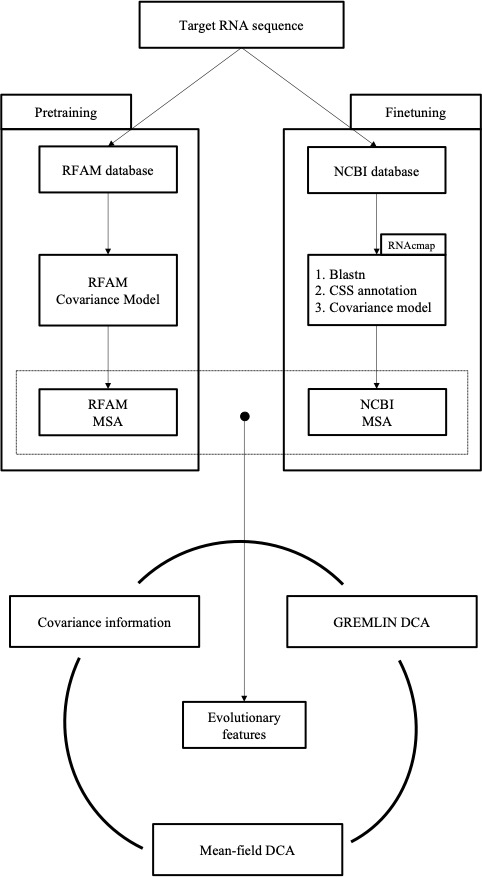 Target RNA sequence
Pretraining
Finetuning
RFAM database
NCBI database
RNAcmap
RFAM
Covariance Model
1. Blastn
2. CSS annotation
3. Covariance model
RFAM
MSA
NCBI
MSA
Covariance information
GREMLIN DCA
Evolutionary
features
Mean-field DCA